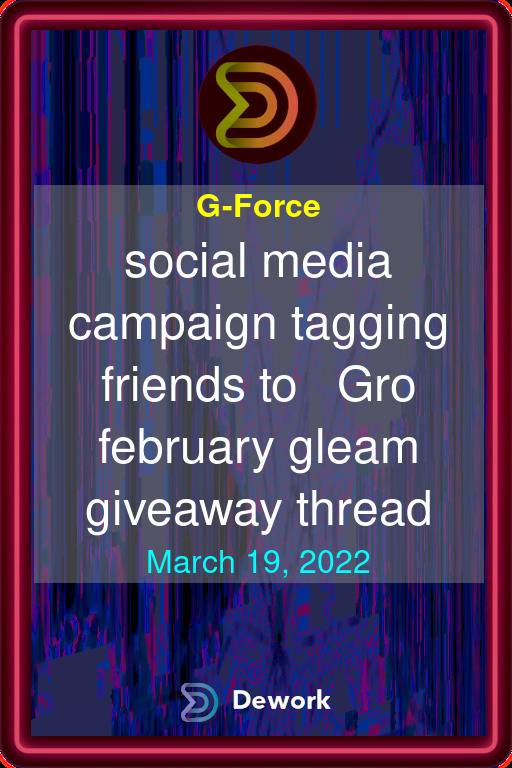 G-Force
social media
campaign tagging
friends to   Gro
february gleam
giveaway thread
March 19, 2022
Dework